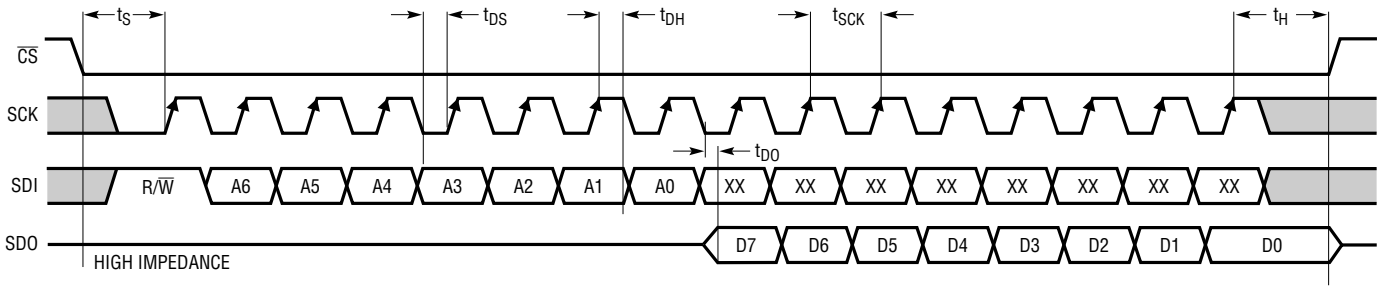 tS tDS tDH tSCK tH
CS
SCK
tDO
SDI R/W A6 A5 A4 A3 A2 A1 A0 XX XX XX XX XX XX XX XX
SDO D7 D6 D5 D4 D3 D2 D1 D0
HIGH IMPEDANCE